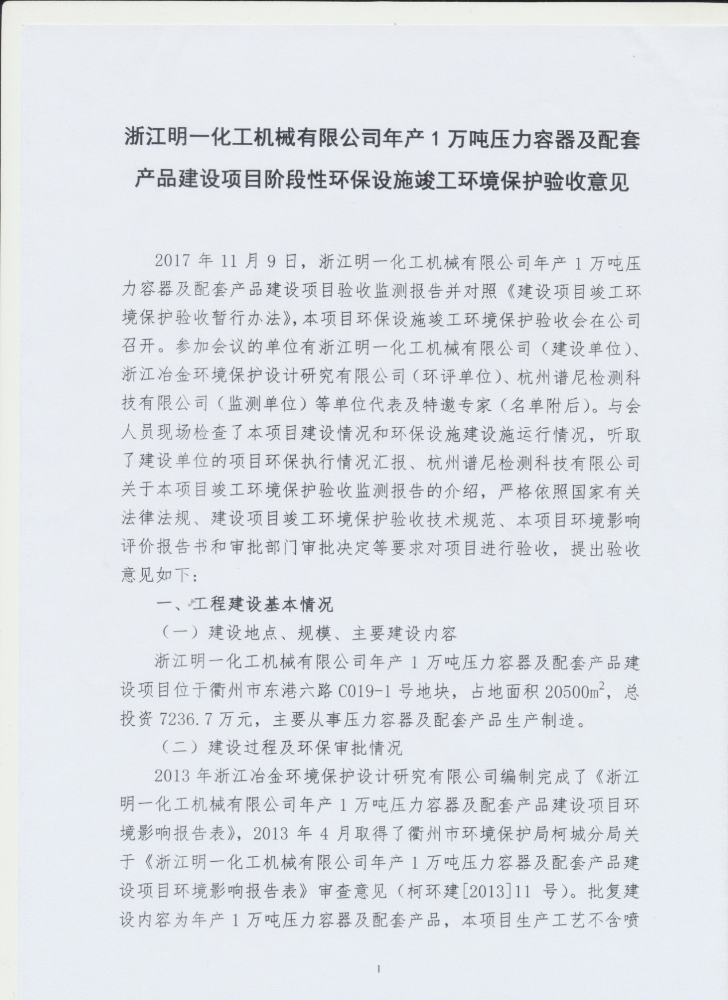 浙江明一化工机械有限公司年产 1 万吨压力容器及配套
产品建设项目阶段性环保设施竣工环境保护验收意见
2017 年 11 月 9 日，浙江明一化工机械有限公司年产 1 万吨压
力容器及配套产品建设项目验收监测报告并对照《建设项目竣工环
境保护验收暂行办法》，本项目环保设施竣工环境保护验收会在公司
召开。参加会议的单位有浙江明一化工机械有限公司（建设单位）、
浙江冶金环境保护设计研究有限公司（环评单位）、杭州谱尼检测科
技有限公司（监测单位）等单位代表及特邀专家（名单附后）。与会
人员现场检查了本项目建设情况和环保设施建设施运行情况，听取
了建设单位的项目环保执行情况汇报、杭州谱尼检测科技有限公司
关于本项目竣工环境保护验收监测报告的介绍，严格依照国家有关
法律法规、建设项目竣工环境保护验收技术规范、本项目环境影响
评价报告书和审批部门审批决定等要求对项目进行验收，提出验收
意见如下：
一、工程建设基本情况
（一）建设地点、规模、主要建设内容
浙江明一化工机械有限公司年产 1 万吨压力容器及配套产品建
设项目位于衢州市东港六路 C019-1 号地块，占地面积 20500m²，总
投资 7236.7 万元，主要从事压力容器及配套产品生产制造。
（二）建设过程及环保审批情况
2013 年浙江冶金环境保护设计研究有限公司编制完成了《浙江
明一化工机械有限公司年产 1 万吨压力容器及配套产品建设项目环
境影响报告表》，2013 年 4 月取得了衢州市环境保护局柯城分局关
于《浙江明一化工机械有限公司年产 1 万吨压力容器及配套产品建
设项目环境影响报告表》审查意见（柯环建[2013]11 号）。批复建
设内容为年产 1 万吨压力容器及配套产品，本项目生产工艺不含喷
1